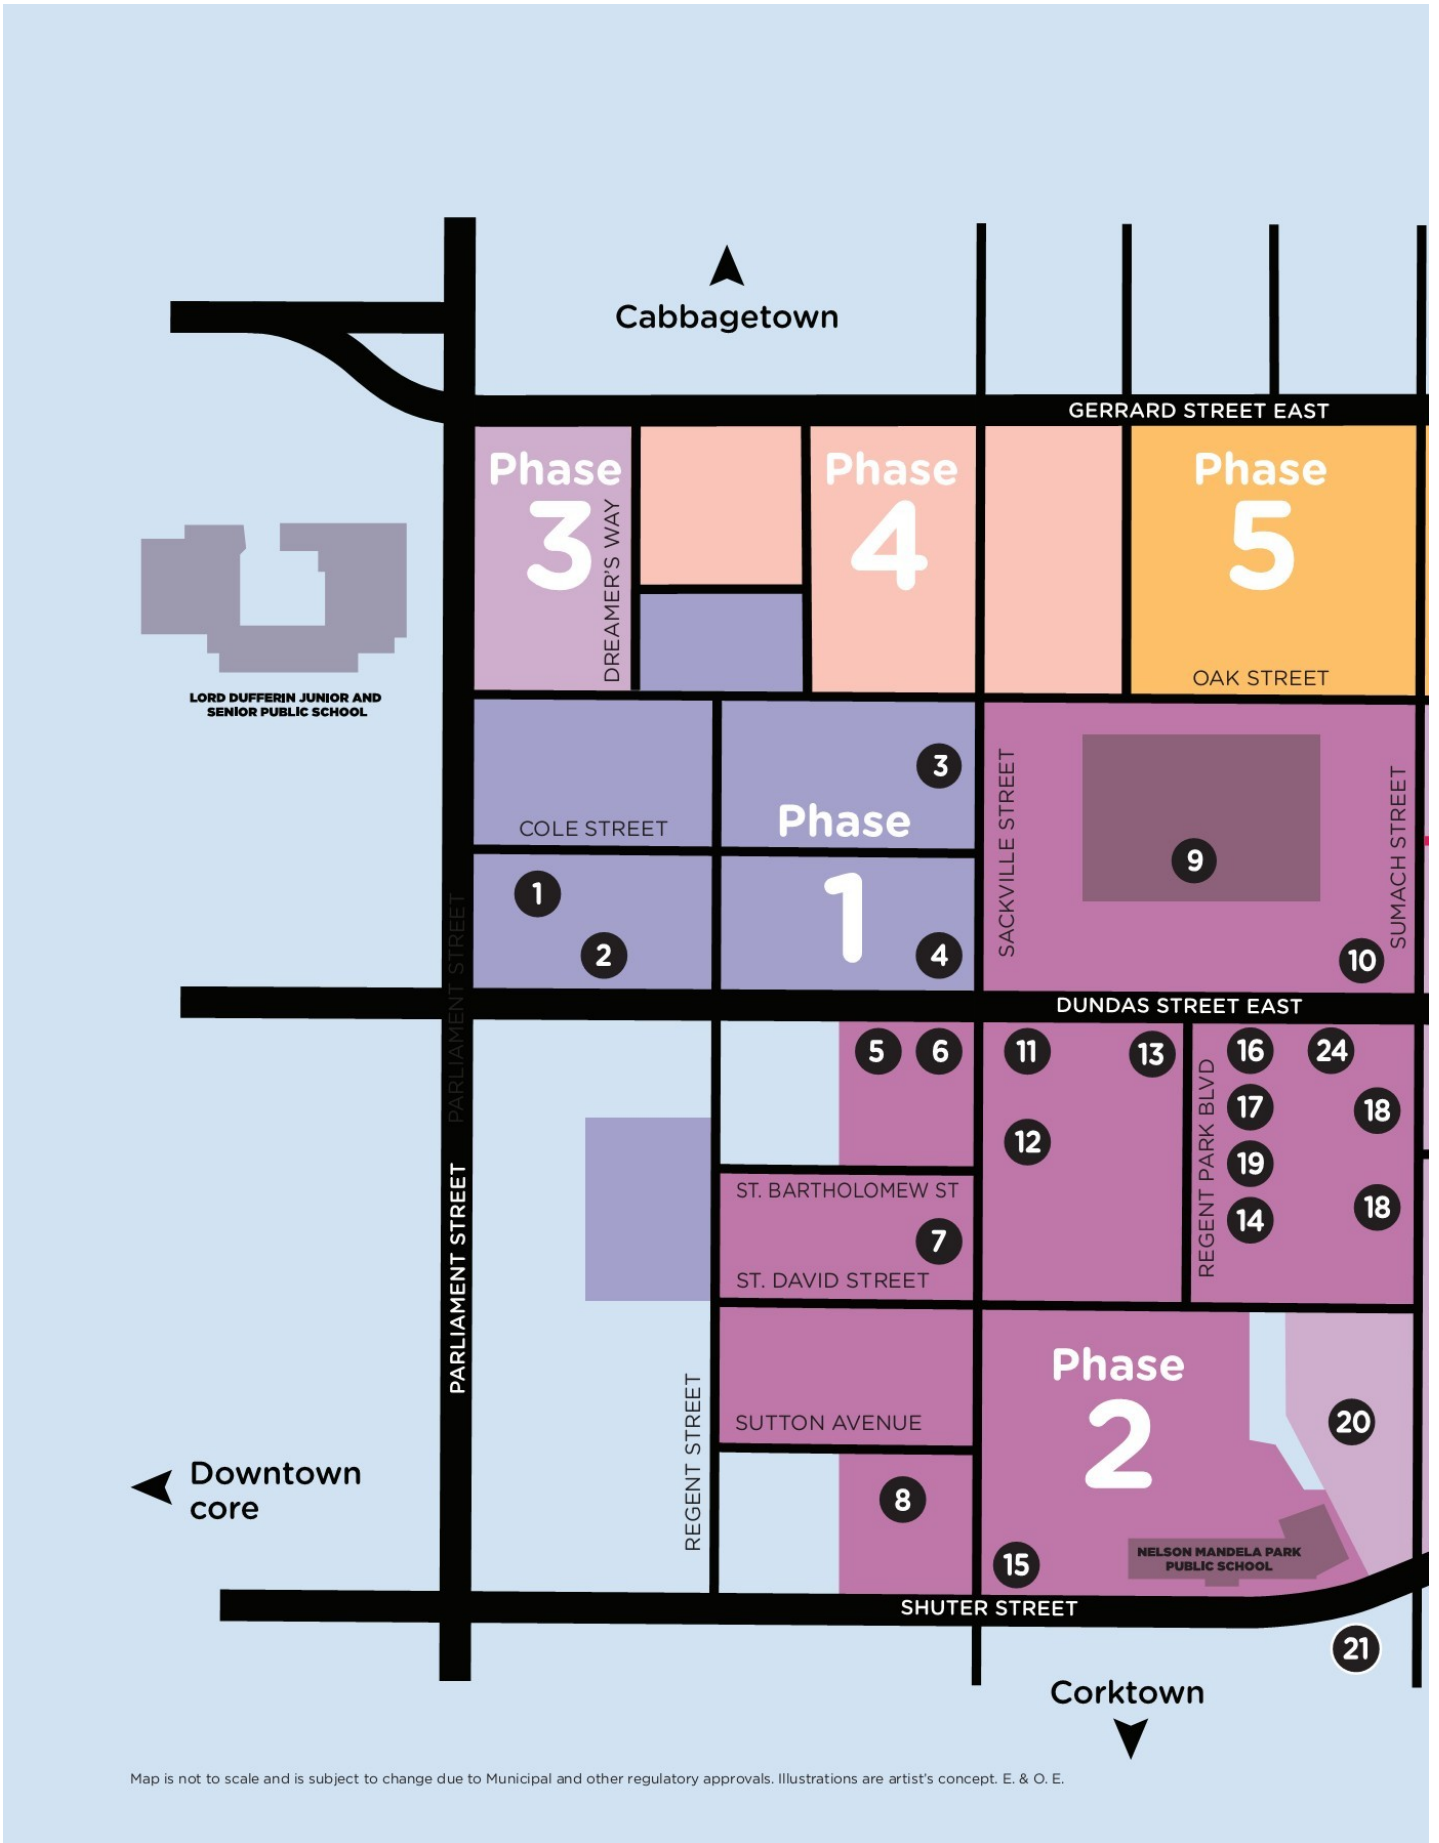 Cabbagetown
GERRARD STREET EAST
Phase
3
DREAMER'S WAY
Phase
4
Phase
5
OAK STREET
LORD DUFFERIN JUNIOR AND
SENIOR PUBLIC SCHOOL
COLE STREET
Phase
1
3
1
2
4
SACKVILLE STREET
9
SUMACH STREET
10
PARLIAMENT STREET
DUNDAS STREET EAST
5
6
11
13
16
24
17
18
12
19
14
18
REGENT PARK BLVD
ST. BARTHOLOMEW ST
7
ST. DAVID STREET
PARLIAMENT STREET
Phase
2
SUTTON AVENUE
20
REGENT STREET
Downtown
core
8
15
NELSON MANDELA PARK
PUBLIC SCHOOL
SHUTER STREET
21
Corktown
Map is not to scale and is subject to change due to Municipal and other regulatory approvals. Illustrations are artist's concept. E. & O. E.